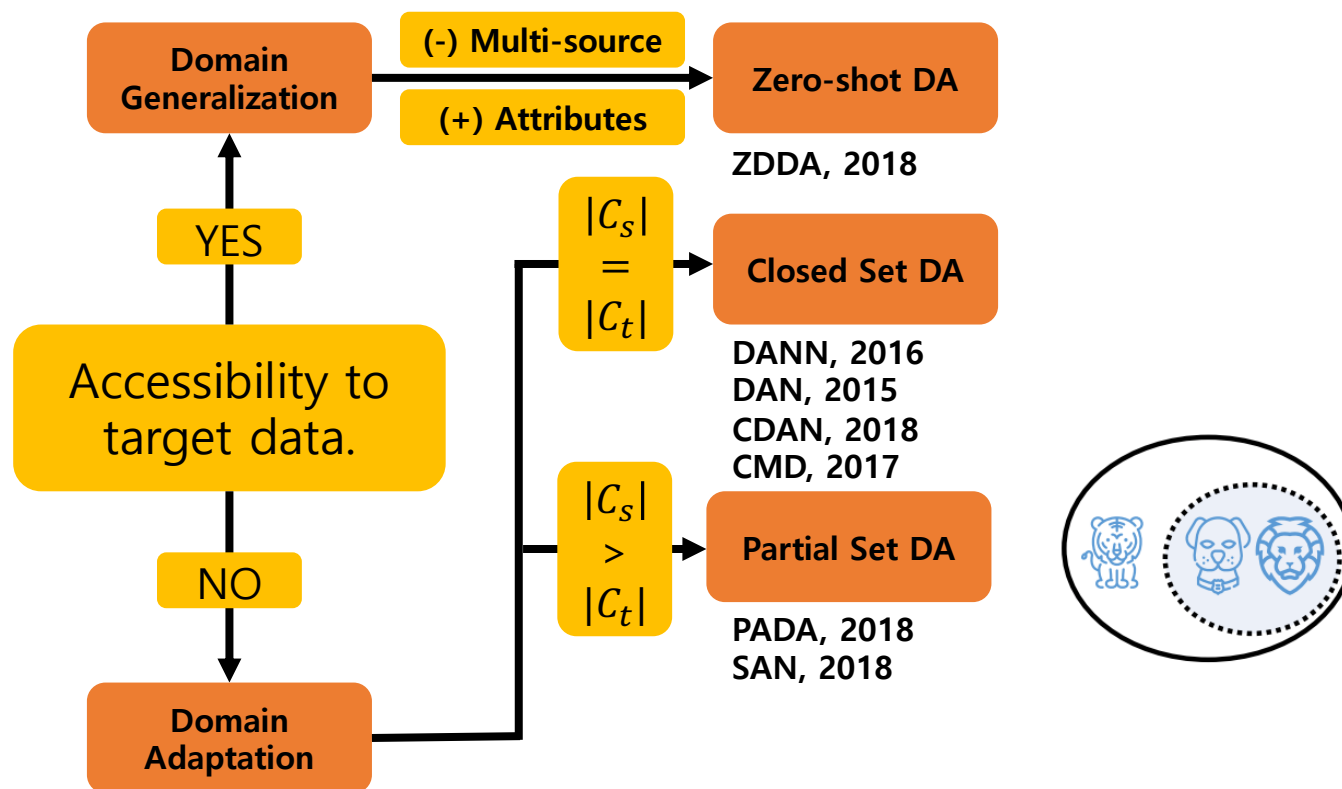 Domain
Generalization
(-) Multi-source
(+) Attributes
Zero-shot DA
ZDDA, 2018
YES
Accessibility to
target data.
NO
Domain
Adaptation
|C_s|
=
|C_t|
Closed Set DA
DANN, 2016
DAN, 2015
CDAN, 2018
CMD, 2017
|C_s|
>
|C_t|
Partial Set DA
PADA, 2018
SAN, 2018